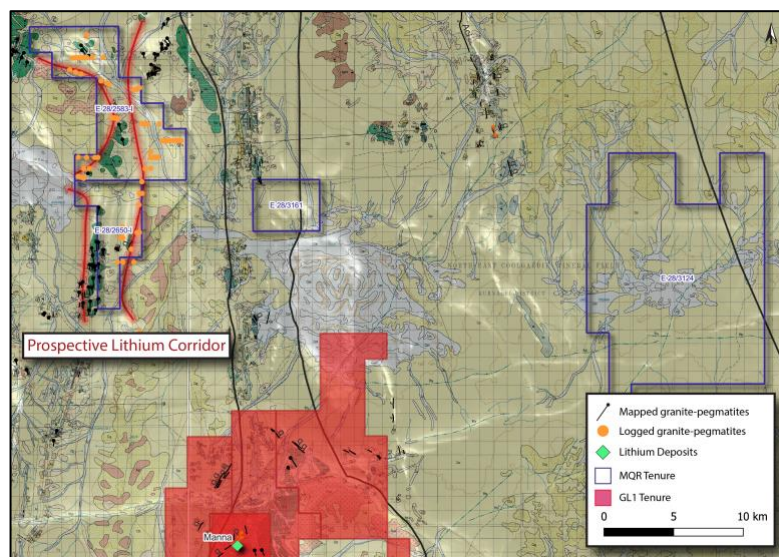 E-28/2583-I
E-28/3161
E-28/2650-I
E-28/3124
Prospective Lithium Corridor
Manna
Mapped granite-pegmatites
Logged granite-pegmatites
Lithium Deposits
MQR Tenure
GL1 Tenure
0 5 10 km